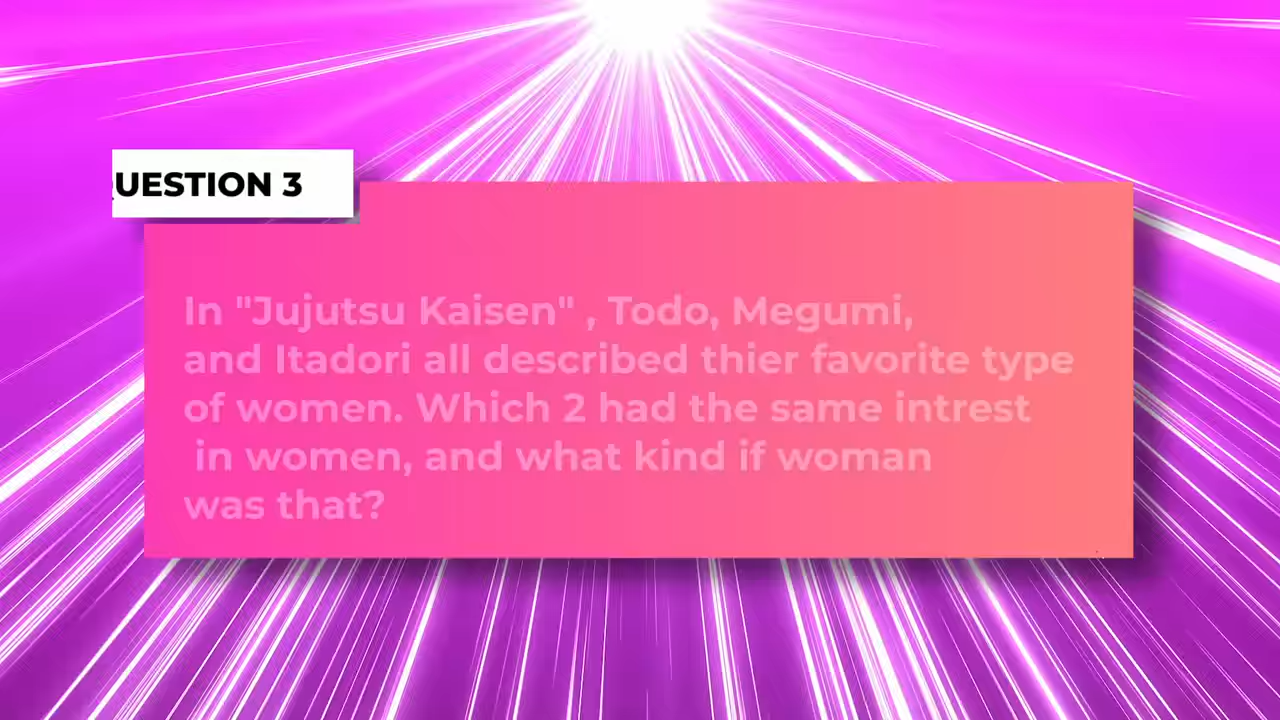 UESTION 3
In "Jujutsu Kaisen" , Todo, Megumi,
and Itadori all described thier favorite type
of women. Which 2 had the same intrest
in women, and what kind if woman
was that?